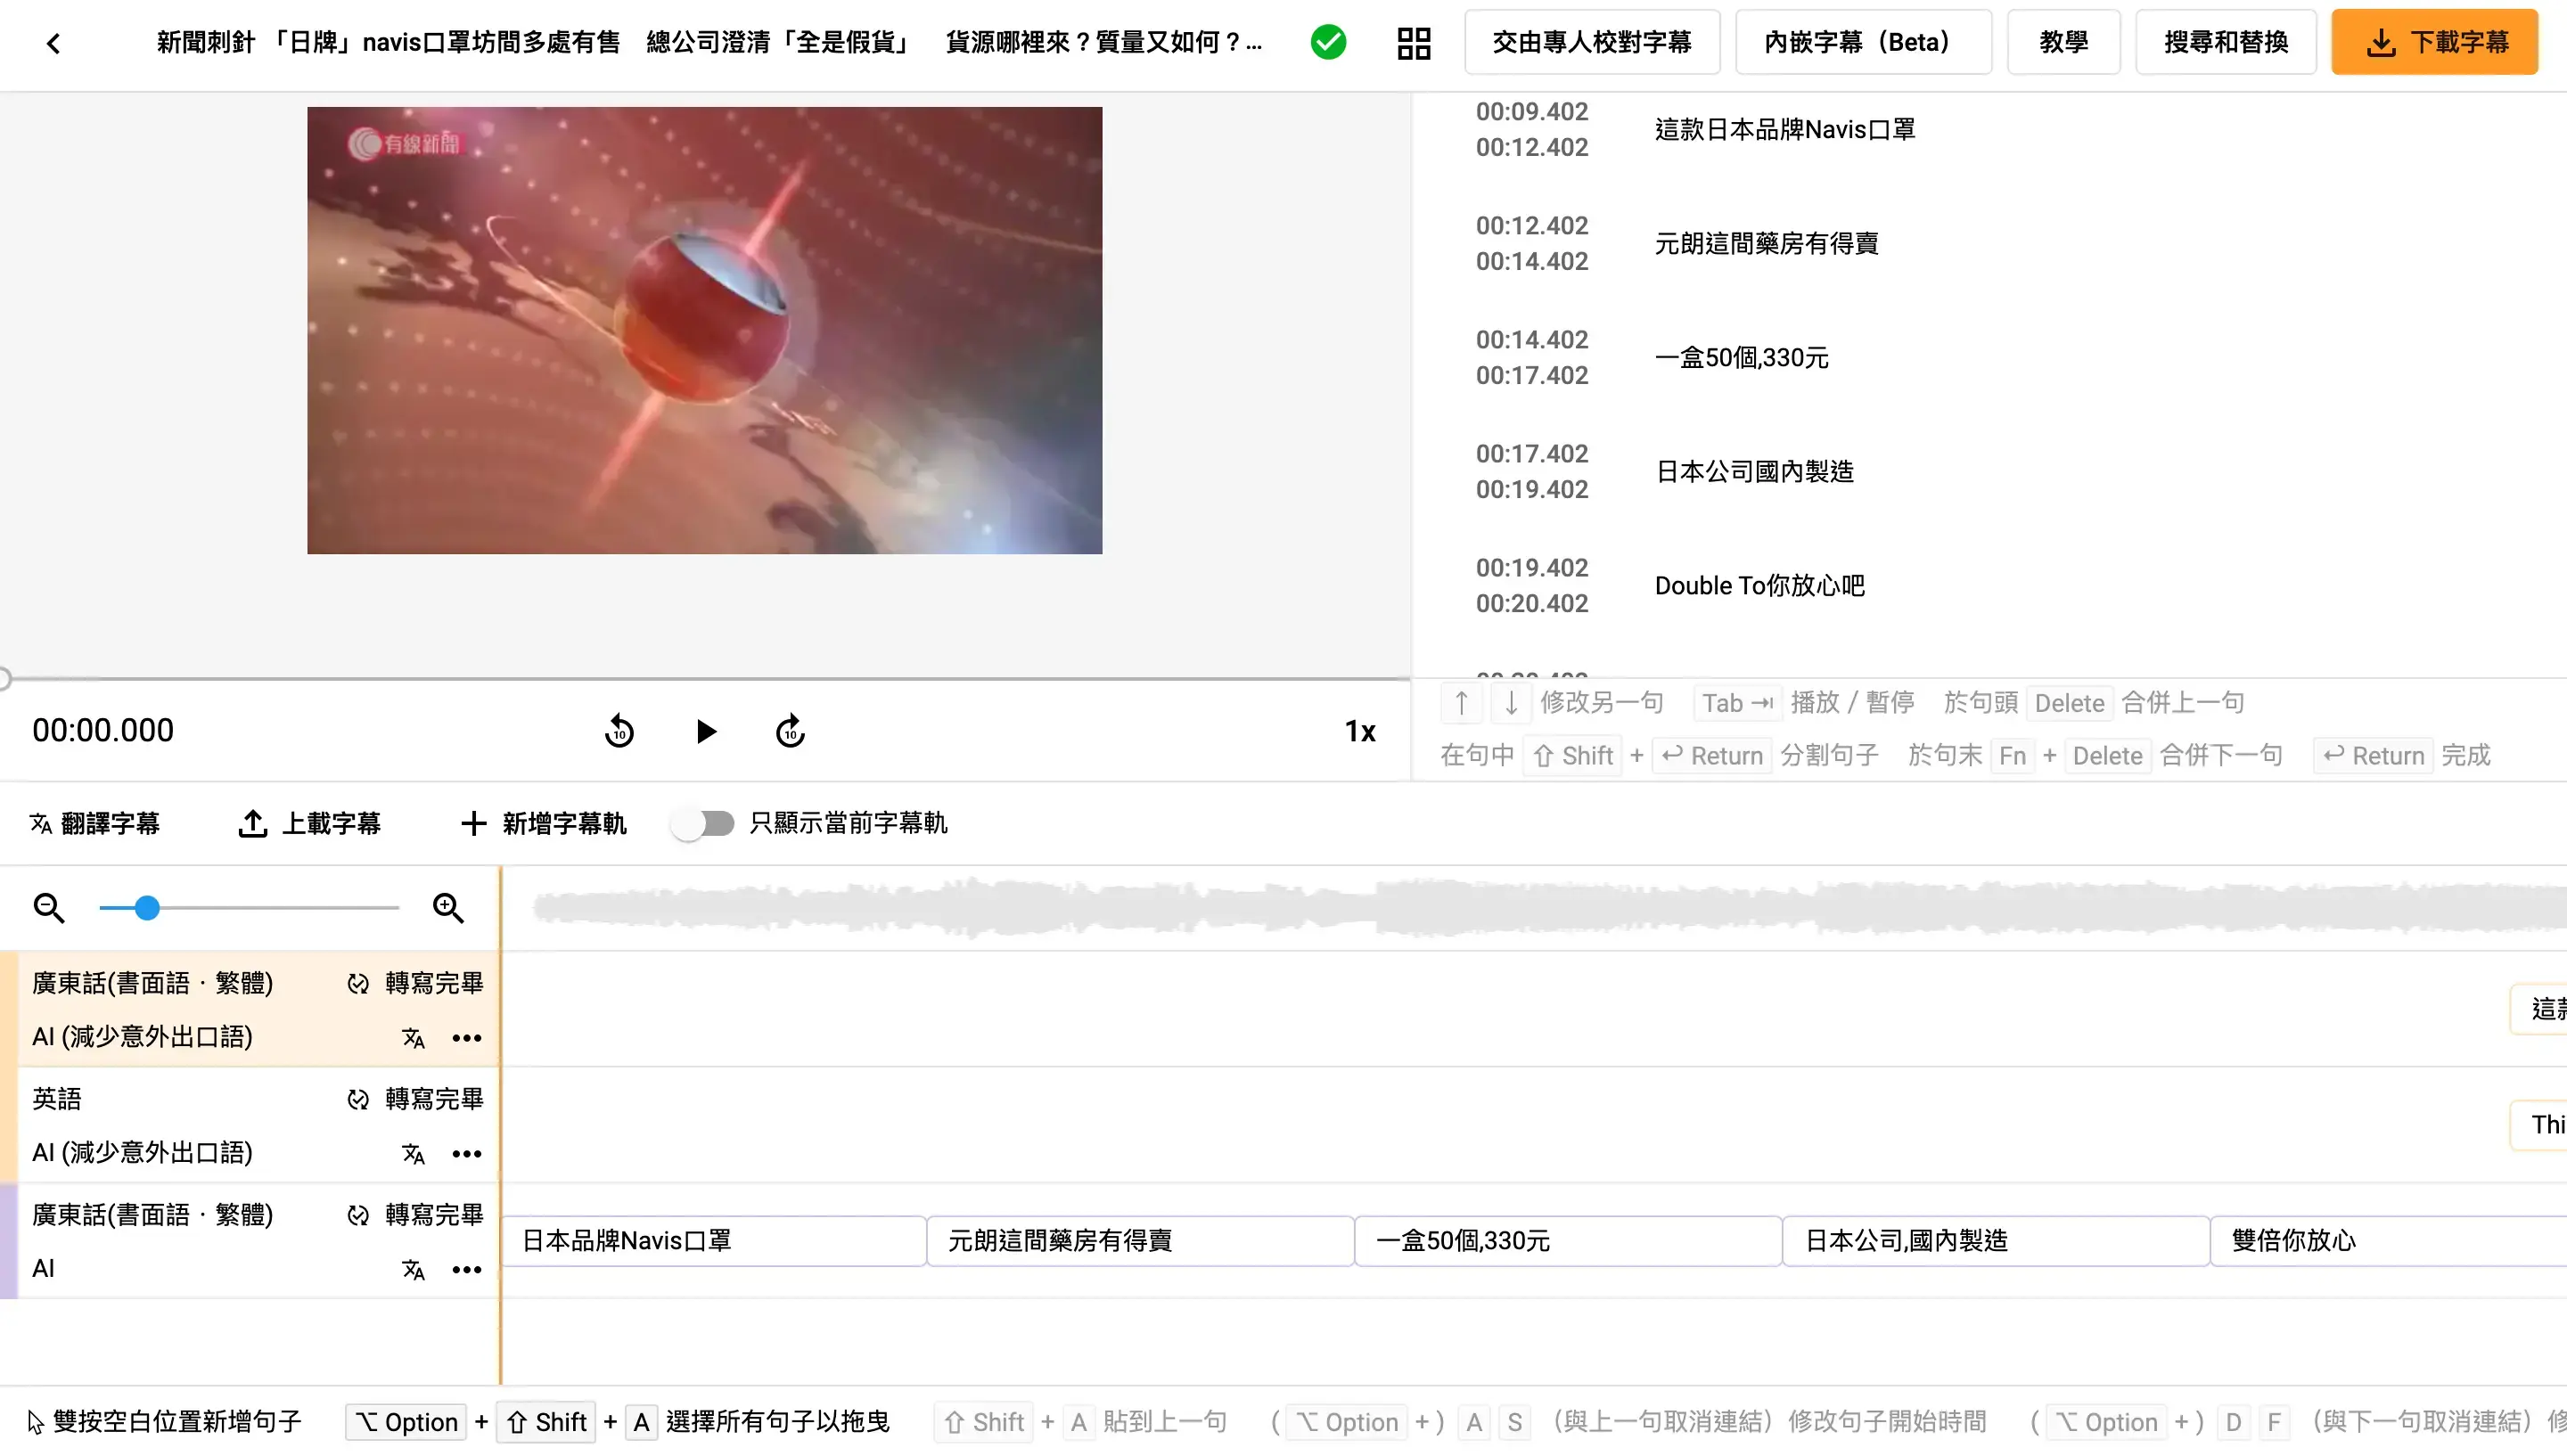 新聞刺針 「日牌」navis口罩坊間多處有售 總公司澄清「全是假貨」 貨源哪裡來？質量又如何？...
交由專人校對字幕
內嵌字幕（Beta）
教學
搜尋和替換
下載字幕
有線新聞
00:09.402
00:12.402
這款日本品牌Navis口罩
00:12.402
00:14.402
元朗這間藥房有得賣
00:14.402
00:17.402
一盒50個,330元
00:17.402
00:19.402
日本公司國內製造
00:19.402
00:20.402
Double To你放心吧
00:00.000
10
10
1x
↑ ↓ 修改另一句 Tab ⇥ 播放 / 暫停 於句頭 Delete 合併上一句
在句中 ⇧ Shift + ↩ Return 分割句子 於句末 Fn + Delete 合併下一句 ↩ Return 完成
翻譯字幕
上載字幕
新增字幕軌
只顯示當前字幕軌
廣東話(書面語 · 繁體) 轉寫完畢
AI (減少意外出口語)
這款
英語 轉寫完畢
AI (減少意外出口語)
Thi
廣東話(書面語 · 繁體) 轉寫完畢
AI
日本品牌Navis口罩
元朗這間藥房有得賣
一盒50個,330元
日本公司,國內製造
雙倍你放心
雙按空白位置新增句子 ⌥ Option + ⇧ Shift + A 選擇所有句子以拖曳 ⇧ Shift + A 貼到上一句 ( ⌥ Option + ) A S （與上一句取消連結）修改句子開始時間 ( ⌥ Option + ) D F （與下一句取消連結）修